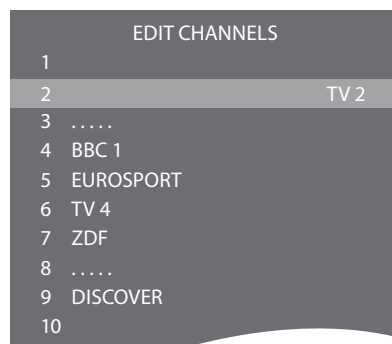 EDIT CHANNELS
1
2 TV 2
3 .....
4 BBC 1
5 EUROSPORT
6 TV 4
7 ZDF
8 .....
9 DISCOVER
10